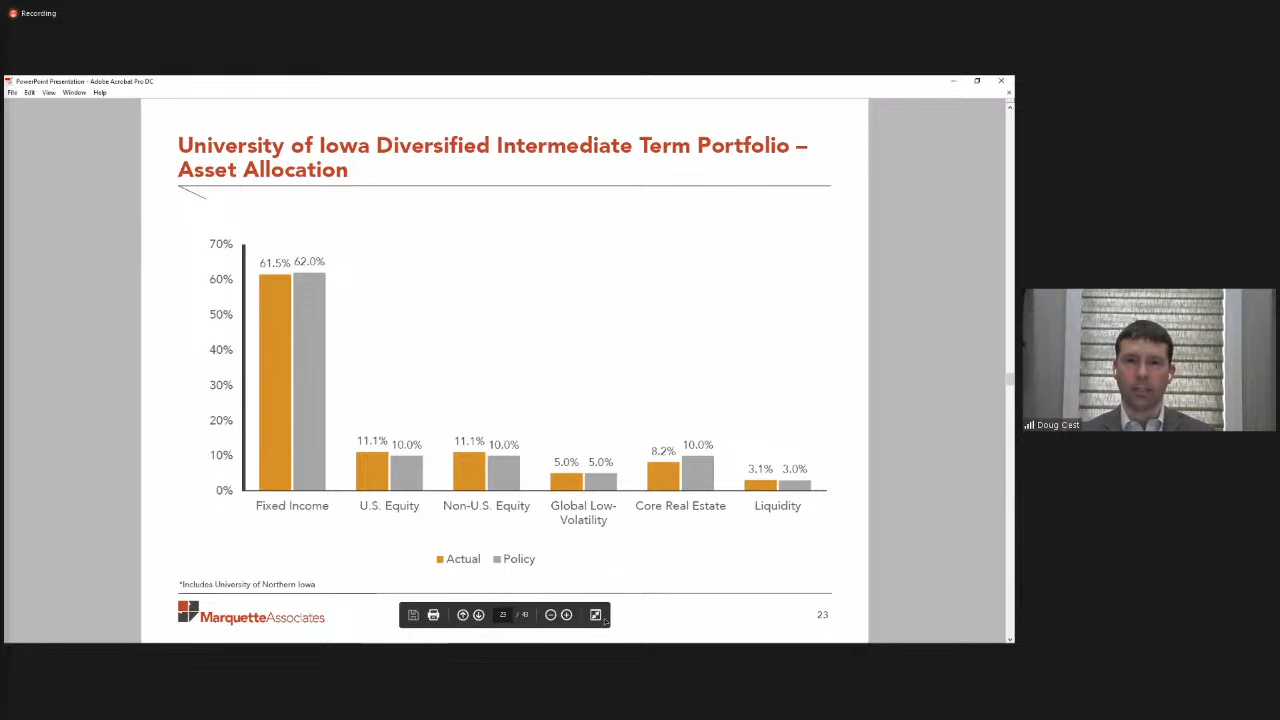 Recording
PowerPoint Presentation - Adobe Acrobat Pro DC
File Edit View Window Help
University of Iowa Diversified Intermediate Term Portfolio –
Asset Allocation
70%
60%
50%
40%
30%
20%
10%
0%
61.5% 62.0%
11.1% 10.0%
11.1% 10.0%
5.0% 5.0%
8.2% 10.0%
3.1% 3.0%
Fixed Income
U.S. Equity
Non-U.S. Equity
Global Low-
Volatility
Core Real Estate
Liquidity
Actual Policy
*Includes University of Northern Iowa
MarquetteAssociates
23 / 43
23
Doug Cest